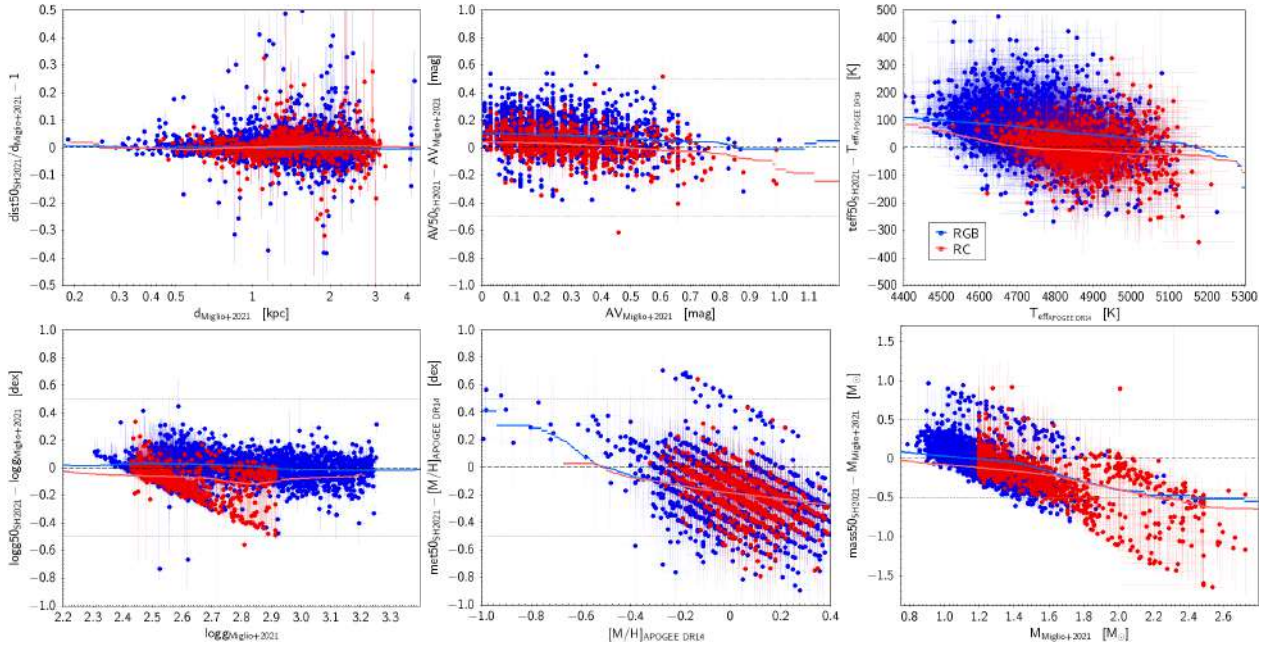 0.5 0.4 0.3 0.2 0.1 0.0 −0.1 −0.2 −0.3 −0.4 −0.5
dist50SH2021/dMiglio+2021 − 1
0.2 0.3 0.4 0.5 1 2 3 4
dMiglio+2021 [kpc]
1.0 0.8 0.6 0.4 0.2 0.0 −0.2 −0.4 −0.6 −0.8 −1.0
AV50SH2021 − AVMiglio+2021 [mag]
0 0.1 0.2 0.3 0.4 0.5 0.6 0.7 0.8 0.9 1.0 1.1
AVMiglio+2021 [mag]
500 400 300 200 100 0 −100 −200 −300 −400 −500
teff50SH2021 − TeffAPOGEE DR14 [K]
RGB
RC
4400 4500 4600 4700 4800 4900 5000 5100 5200 5300
TeffAPOGEE DR14 [K]
1.0 0.8 0.6 0.4 0.2 0 −0.2 −0.4 −0.6 −0.8 −1.0
logg50SH2021 − loggMiglio+2021 [dex]
2.2 2.3 2.4 2.5 2.6 2.7 2.8 2.9 3.0 3.1 3.2 3.3
loggMiglio+2021
1.0 0.8 0.6 0.4 0.2 0.0 −0.2 −0.4 −0.6 −0.8 −1.0
met50SH2021 − [M/H]APOGEE DR14 [dex]
−1.0 −0.8 −0.6 −0.4 −0.2 0 0.2 0.4
[M/H]APOGEE DR14
1.5 1.0 0.5 0.0 −0.5 −1.0 −1.5
mass50SH2021 − MMiglio+2021 [M☉]
0.8 1.0 1.2 1.4 1.6 1.8 2.0 2.2 2.4 2.6
MMiglio+2021 [M☉]